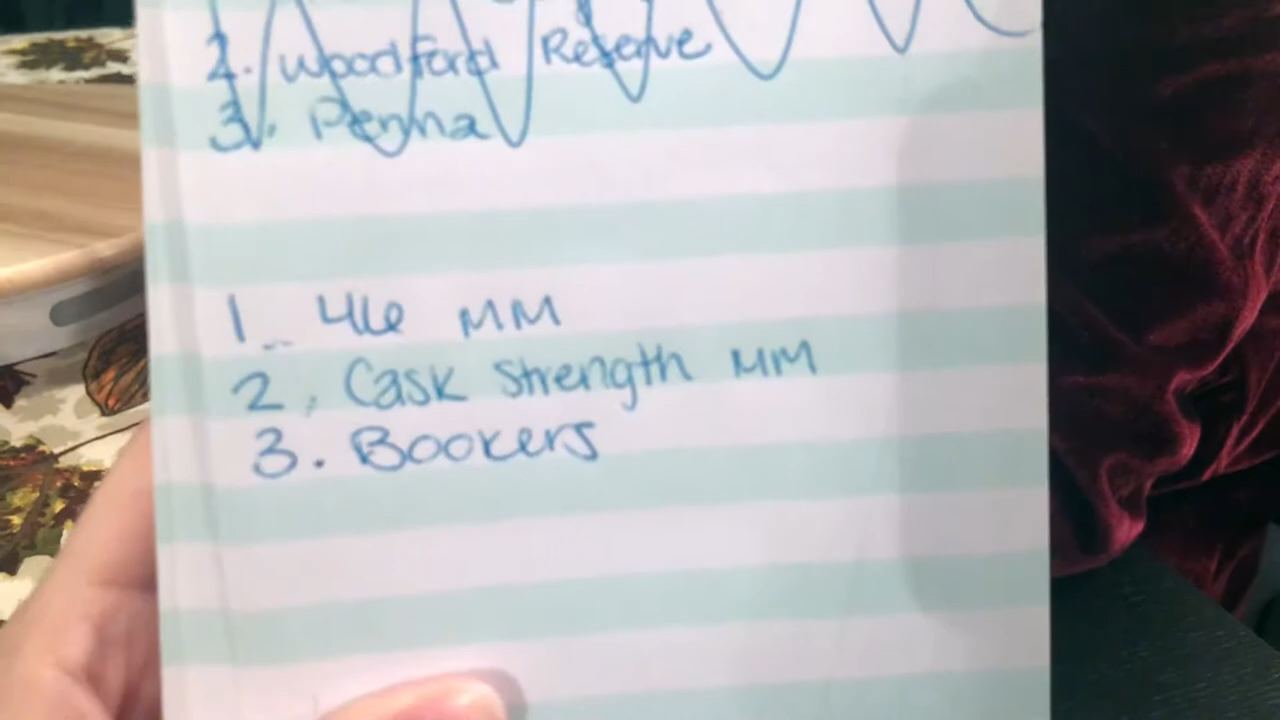 2. Woodford Reserve
3. Penna
1. 46 MM
2. Cask Strength MM
3. Bookers